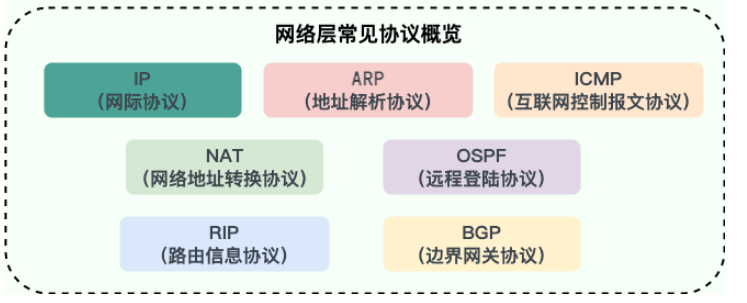 网络层常见协议概览
IP
（网际协议）
ARP
（地址解析协议）
ICMP
（互联网控制报文协议）
NAT
（网络地址转换协议）
OSPF
（远程登陆协议）
RIP
（路由信息协议）
BGP
（边界网关协议）